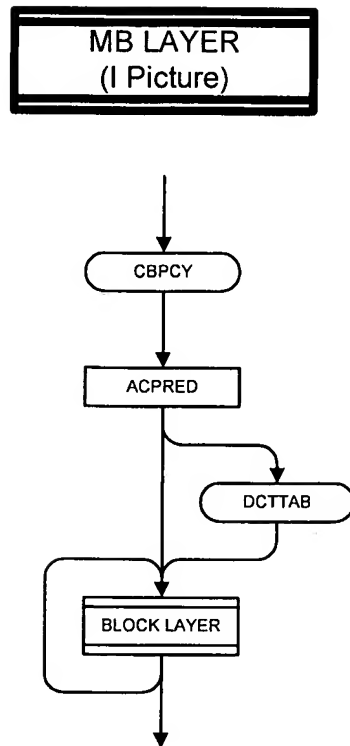 MB LAYER
(I Picture)
CBPCY
ACPRED
DCTTAB
BLOCK LAYER